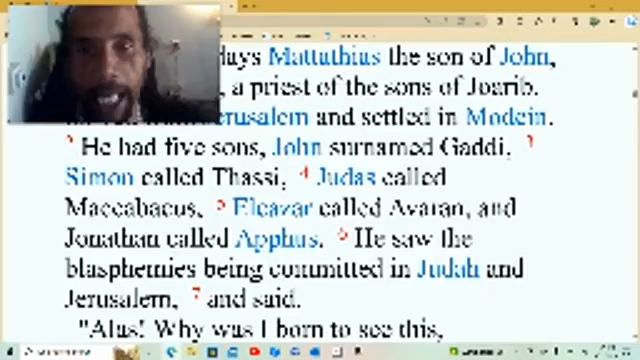 days Mattathias the son of John,
, a priest of the sons of Joarib.
Jerusalem and settled in Modein.
2 He had five sons, John surnamed Gaddi, 3
Simon called Thassi, 4 Judas called
Maccabaeus, 5 Eleazar called Avaran, and
Jonathan called Apphus. 6 He saw the
blasphemies being committed in Judah and
Jerusalem, 7 and said,
"Alas! Why was I born to see this,